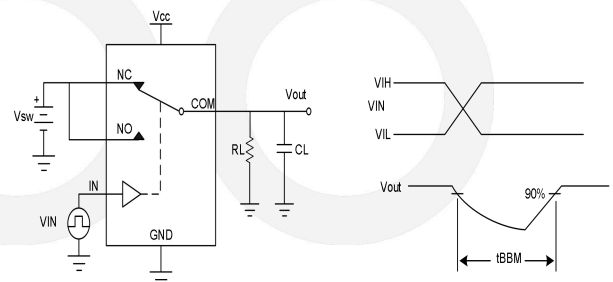 Vcc
NC
COM
+
Vsw
Vout
NO
RL
CL
IN
VIN
GND
VIH
VIN
VIL
Vout
90%
tBBM